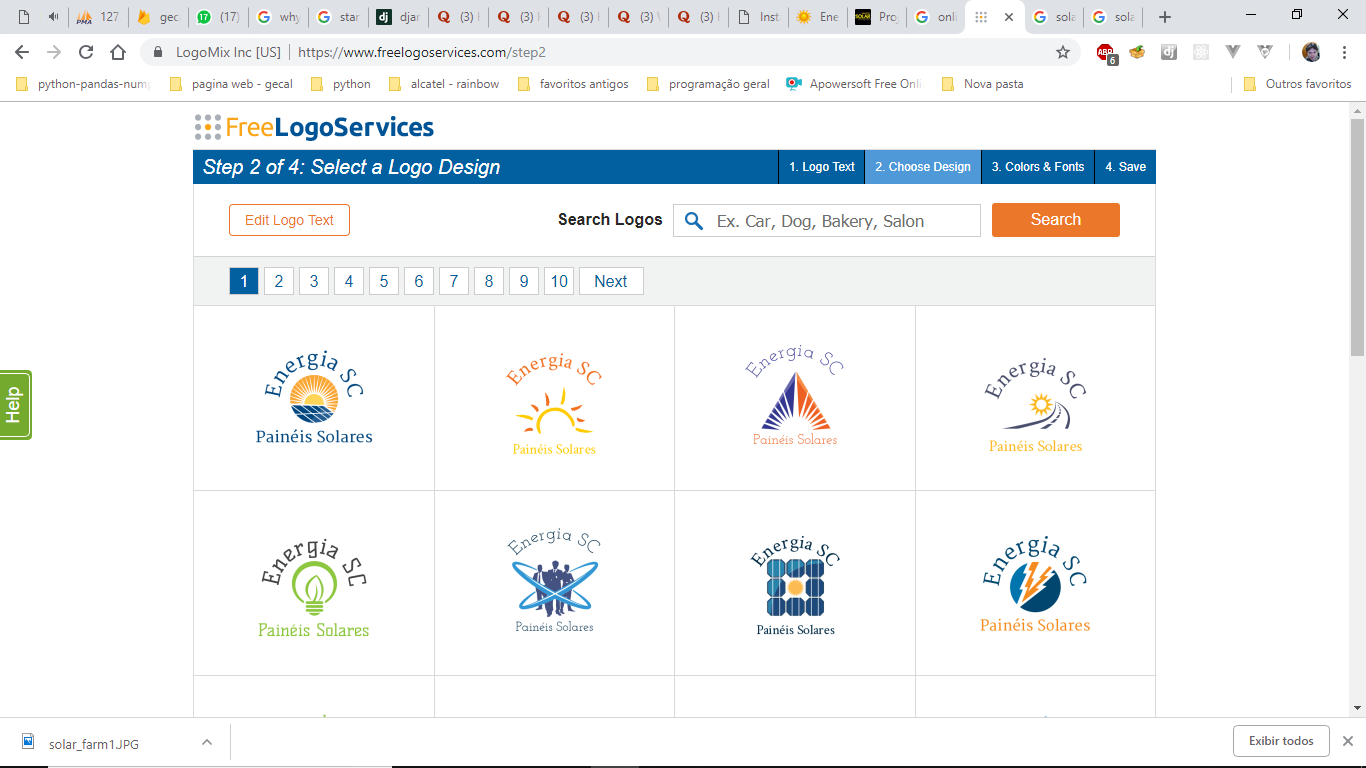 127
gec
(17)
why
star
djar
(3)
(3)
(3)
(3)
(3)
Inst
Ene
Pro
onli
sola
sola
LogoMix Inc [US] | https://www.freelogoservices.com/step2
python-pandas-num
pagina web - gecal
python
alcatel - rainbow
favoritos antigos
programação geral
Apowersoft Free Onli
Nova pasta
Outros favoritos
FreeLogoServices
Step 2 of 4: Select a Logo Design
1. Logo Text
2. Choose Design
3. Colors & Fonts
4. Save
Edit Logo Text
Search Logos
Ex. Car, Dog, Bakery, Salon
Search
1 2 3 4 5 6 7 8 9 10 Next
Help
Energia SC
Painéis Solares
Energia SC
Painéis Solares
Energia SC
Painéis Solares
Energia SC
Painéis Solares
Energia SC
Painéis Solares
Energia SC
Painéis Solares
Energia SC
Painéis Solares
Energia SC
Painéis Solares
solar_farm1.JPG
Exibir todos